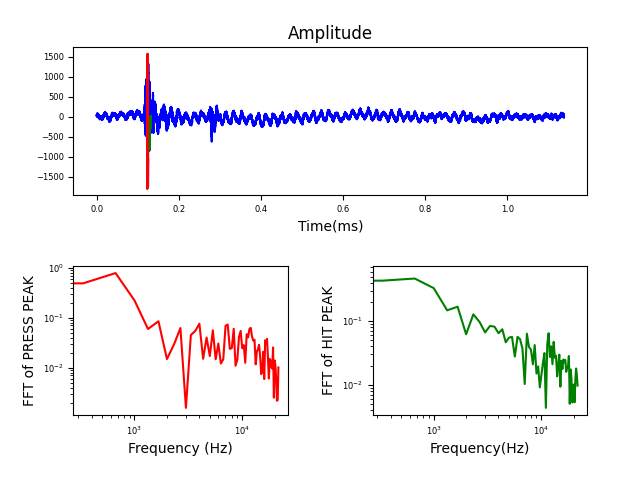 Amplitude
1500
1000
500
0
−500
−1000
−1500
0.0 0.2 0.4 0.6 0.8 1.0
Time(ms)
FFT of PRESS PEAK
10⁰
10⁻¹
10⁻²
10³ 10⁴
Frequency (Hz)
FFT of HIT PEAK
10⁻¹
10⁻²
10³ 10⁴
Frequency(Hz)